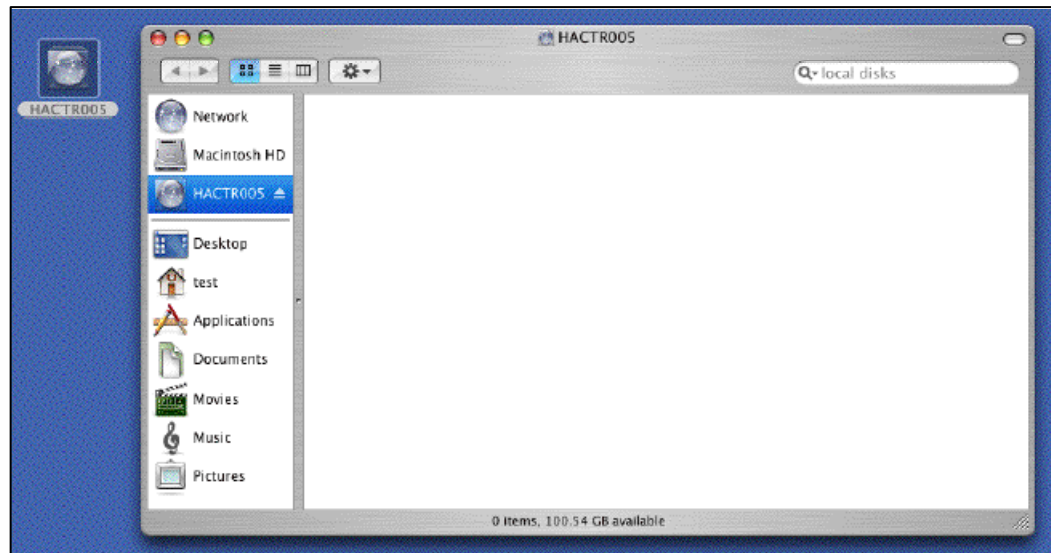 HACTR005
HACTR005
local disks
Network
Macintosh HD
HACTR005
Desktop
test
Applications
Documents
Movies
Music
Pictures
0 items, 100.54 GB available